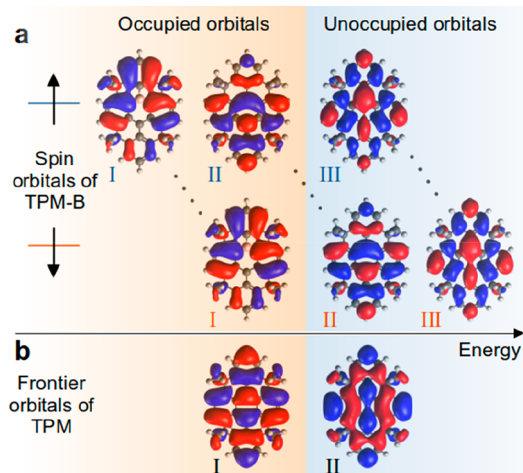 a
Occupied orbitals
Unoccupied orbitals
Spin
orbitals of
TPM-B
I
II
III
I
II
III
Energy
b
Frontier
orbitals of
TPM
I
II